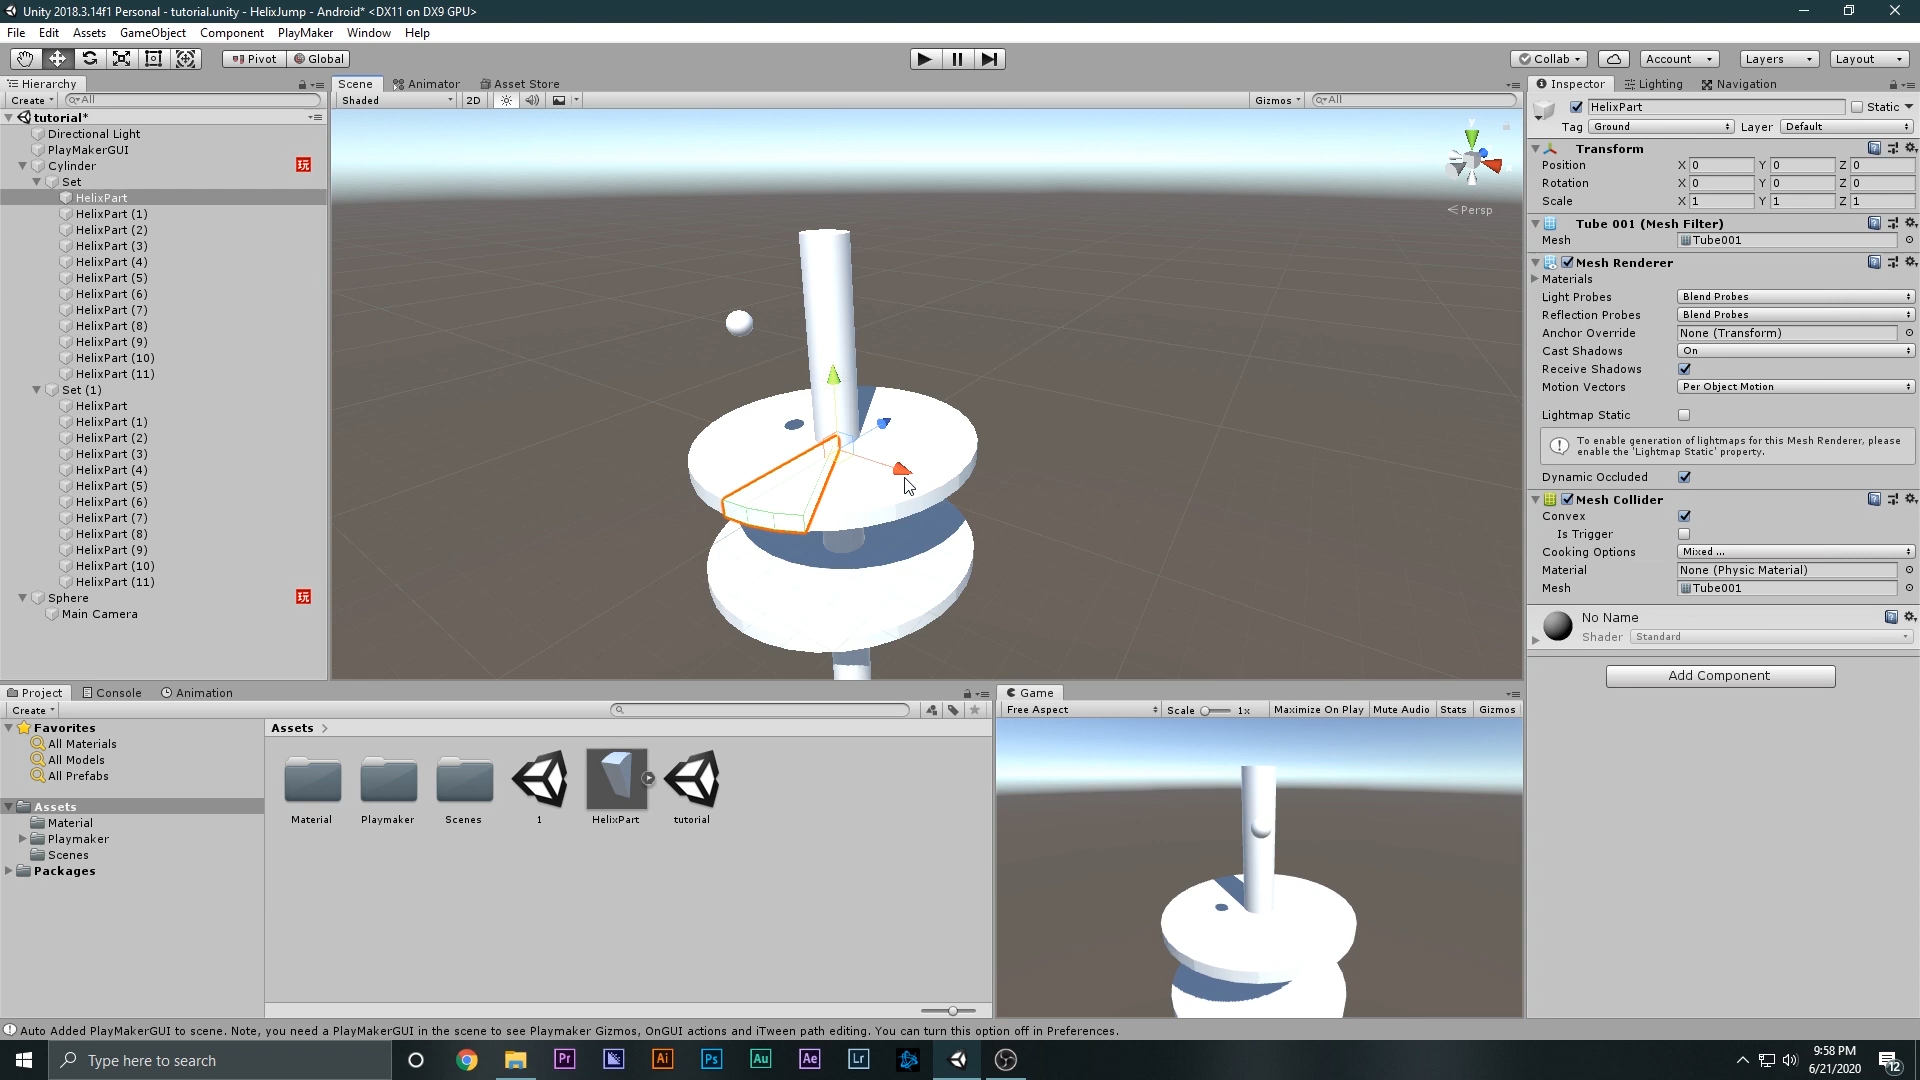 Unity 2018.3.14f1 Personal - tutorial.unity - HelixJump - Android* <DX11 on DX9 GPU>
File Edit Assets GameObject Component PlayMaker Window Help
Pivot Global Collab Account Layers Layout
Hierarchy
Create All
tutorial*
Directional Light
PlayMakerGUI
Cylinder 玩
Set
HelixPart
HelixPart (1)
HelixPart (2)
HelixPart (3)
HelixPart (4)
HelixPart (5)
HelixPart (6)
HelixPart (7)
HelixPart (8)
HelixPart (9)
HelixPart (10)
HelixPart (11)
Set (1)
HelixPart
HelixPart (1)
HelixPart (2)
HelixPart (3)
HelixPart (4)
HelixPart (5)
HelixPart (6)
HelixPart (7)
HelixPart (8)
HelixPart (9)
HelixPart (10)
HelixPart (11)
Sphere 玩
Main Camera
Scene Animator Asset Store
Shaded 2D Gizmos All
y
Persp
Inspector Lighting Navigation
HelixPart Static
Tag Ground Layer Default
Transform
Position X 0 Y 0 Z 0
Rotation X 0 Y 0 Z 0
Scale X 1 Y 1 Z 1
Tube 001 (Mesh Filter)
Mesh Tube001
Mesh Renderer
Materials
Light Probes Blend Probes
Reflection Probes Blend Probes
Anchor Override None (Transform)
Cast Shadows On
Receive Shadows
Motion Vectors Per Object Motion
Lightmap Static
To enable generation of lightmaps for this Mesh Renderer, please
enable the 'Lightmap Static' property.
Dynamic Occluded
Mesh Collider
Convex
Is Trigger
Cooking Options Mixed ...
Material None (Physic Material)
Mesh Tube001
No Name
Shader Standard
Add Component
Project Console Animation
Create
Favorites
All Materials
All Models
All Prefabs
Assets
Material
Playmaker
Scenes
Packages
Assets
Material Playmaker Scenes 1 HelixPart tutorial
Game
Free Aspect Scale 1x Maximize On Play Mute Audio Stats Gizmos
Auto Added PlayMakerGUI to scene. Note, you need a PlayMakerGUI in the scene to see Playmaker Gizmos, OnGUI actions and iTween path editing. You can turn this option off in Preferences.
Type here to search
Pr Ai Ps Au Ae Lr
9:58 PM
6/21/2020
12